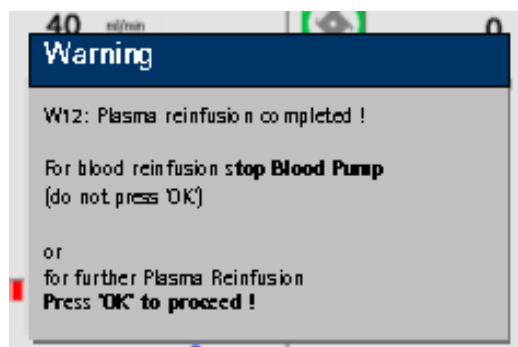 40 ml/min 0
Warning
W12: Plasma reinfusion completed !
For blood reinfusion stop Blood Pump
(do not press 'OK')
or
for further Plasma Reinfusion
Press 'OK' to proceed !